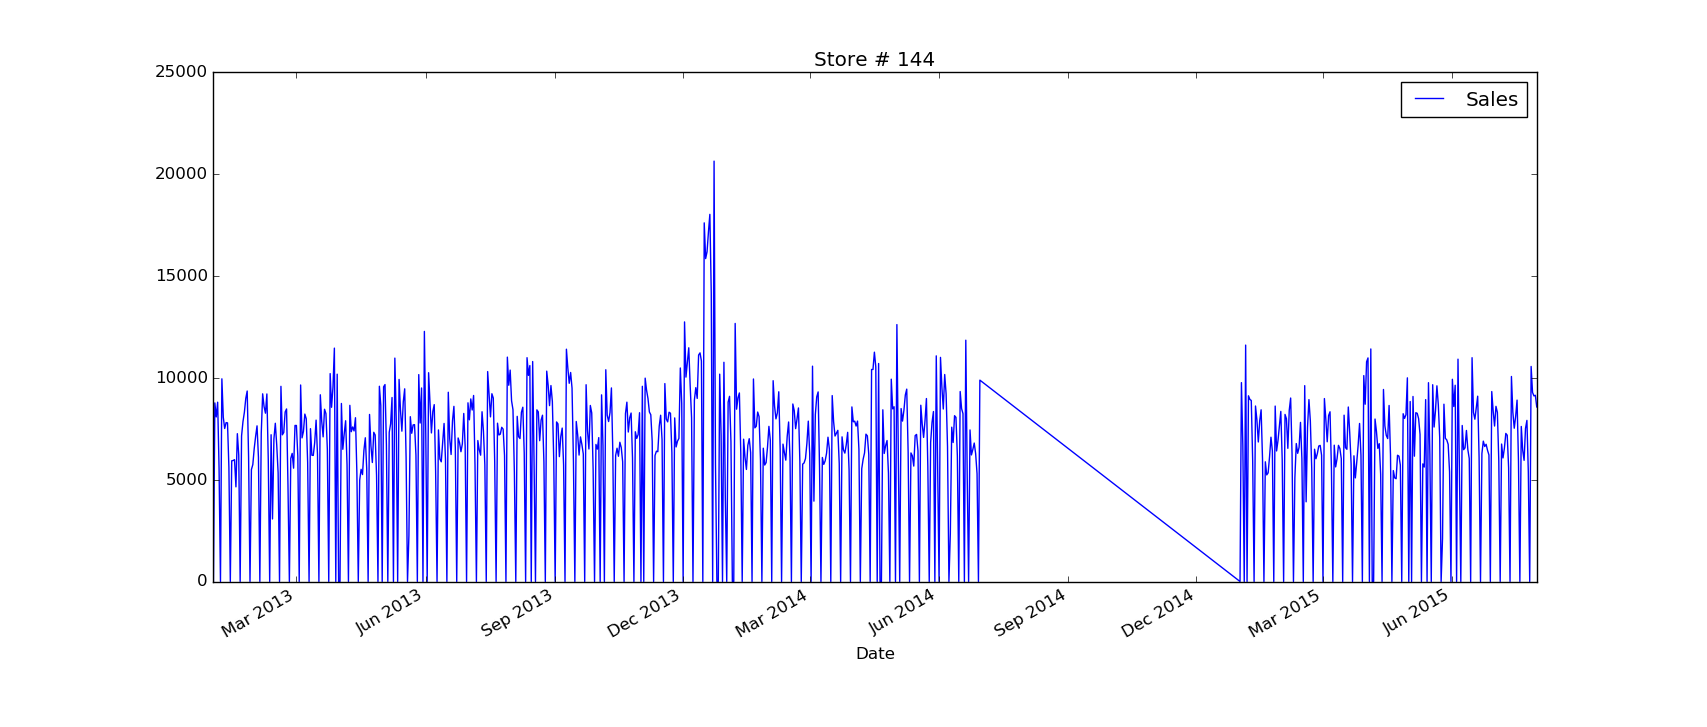 Store # 144
25000
20000
15000
10000
5000
0
Sales
Mar 2013
Jun 2013
Sep 2013
Dec 2013
Mar 2014
Jun 2014
Sep 2014
Dec 2014
Mar 2015
Jun 2015
Date